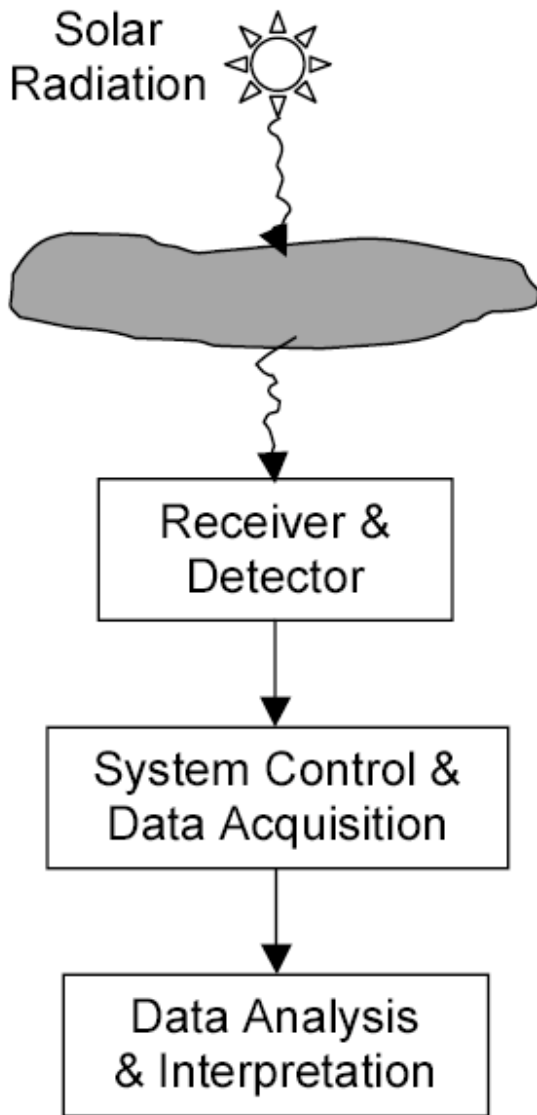 Solar
Radiation
Receiver &
Detector
System Control &
Data Acquisition
Data Analysis
& Interpretation